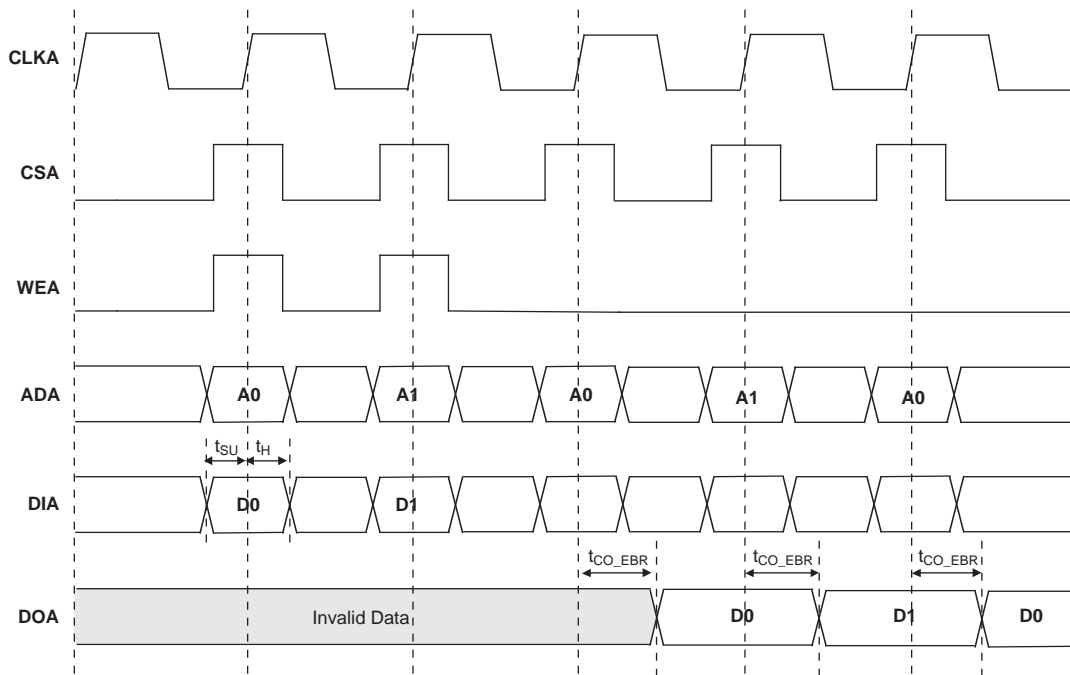 CLKA
CSA
WEA
ADA A0 A1 A0 A1 A0
tSU tH
DIA D0 D1
tCO_EBR tCO_EBR tCO_EBR
DOA Invalid Data D0 D1 D0